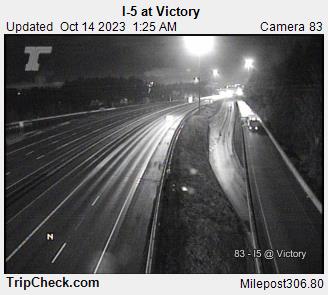 I-5 at Victory
Updated Oct 14 2023 1:25 AM Camera 83
T
N
83 - I5 @ Victory
TripCheck.com Milepost306.80